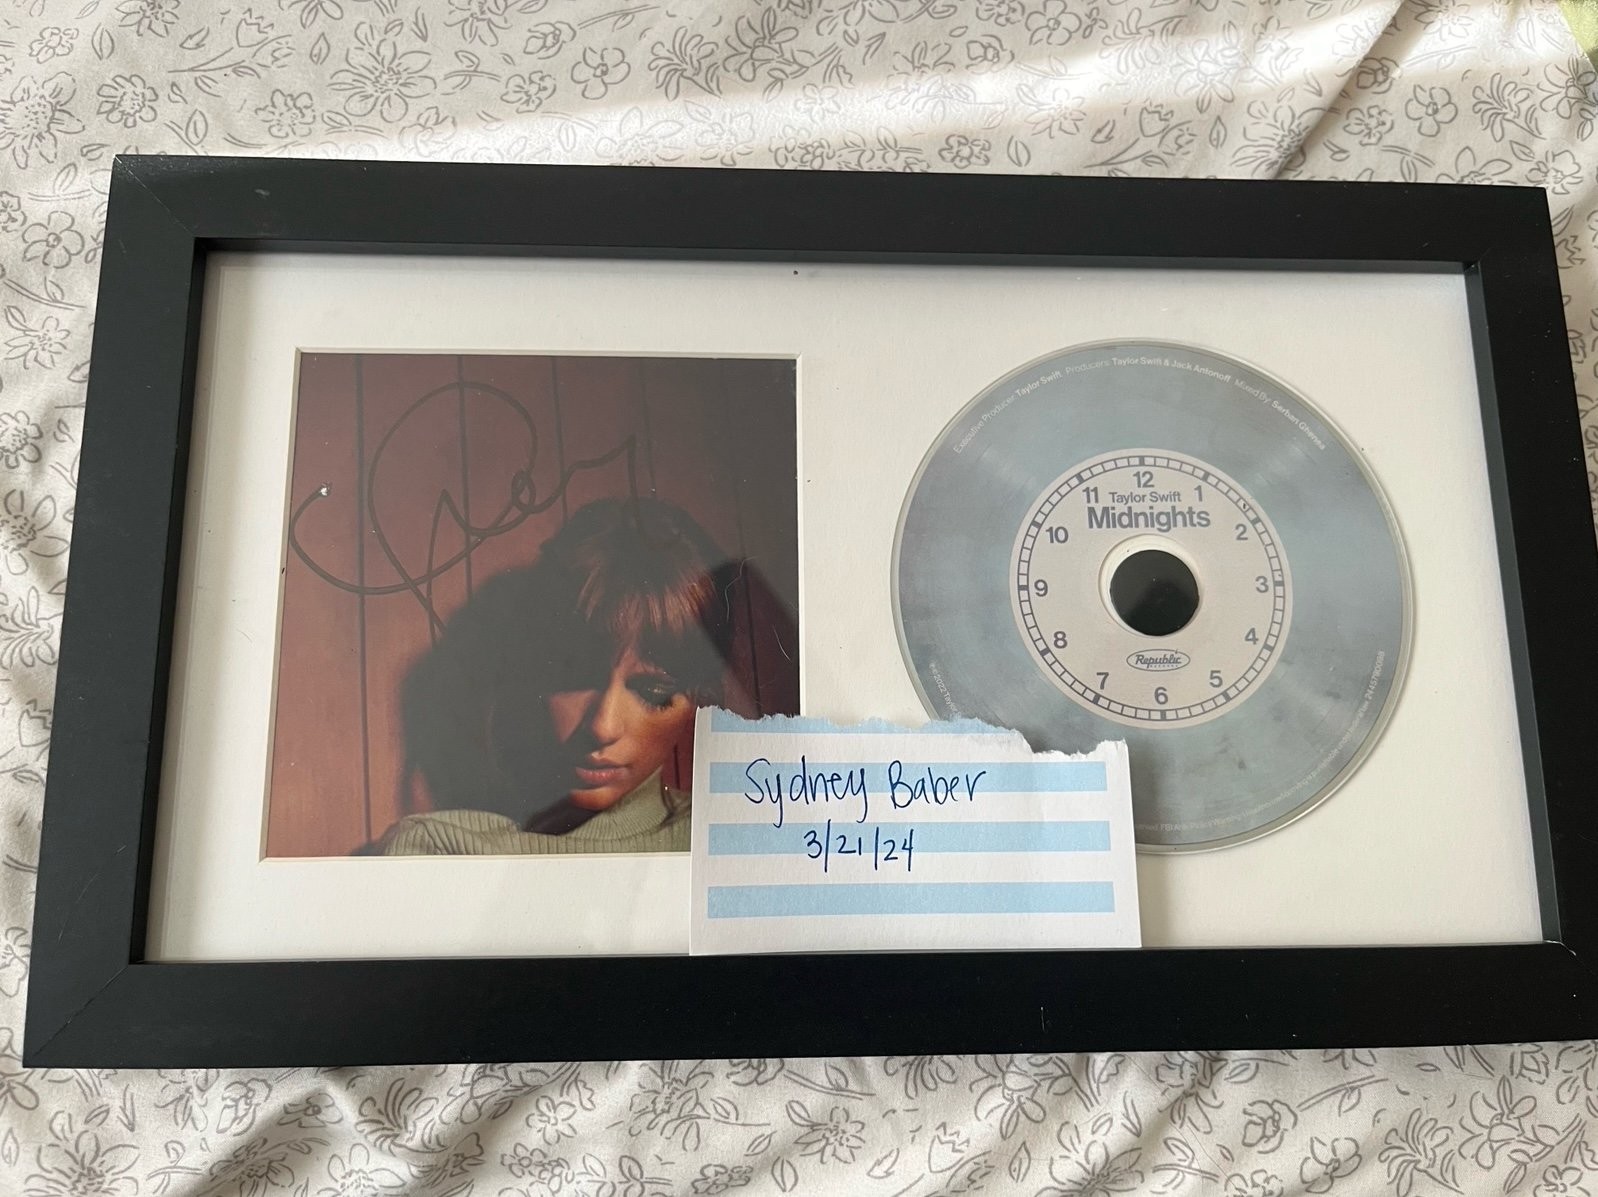 Executive Producer: Taylor Swift Producers: Taylor Swift & Jack Antonoff Mixed By: Serban Ghenea
12
11 Taylor Swift 1
Midnights
10 2
9 3
8 4
Republic
RECORDS
7 5
6
Sydney Baber
3/21/24